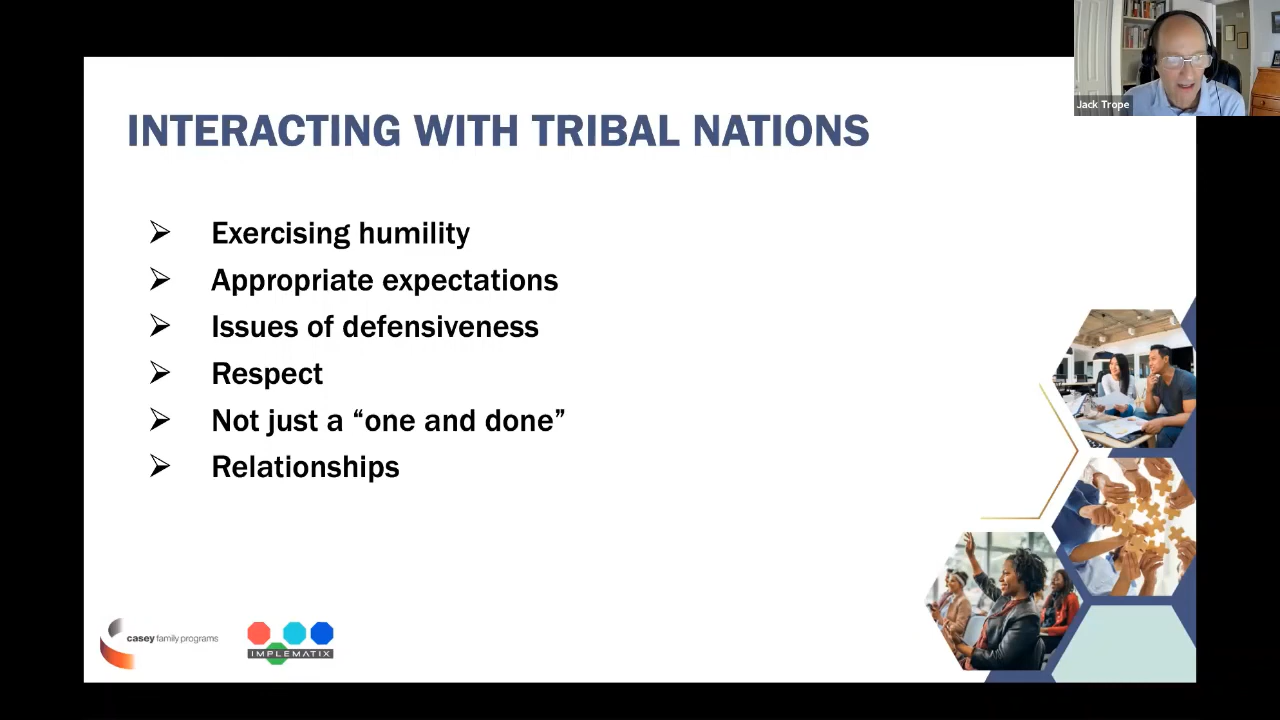 Jack Trope
INTERACTING WITH TRIBAL NATIONS
Exercising humility
Appropriate expectations
Issues of defensiveness
Respect
Not just a “one and done”
Relationships
casey family programs
IMPLEMATIX